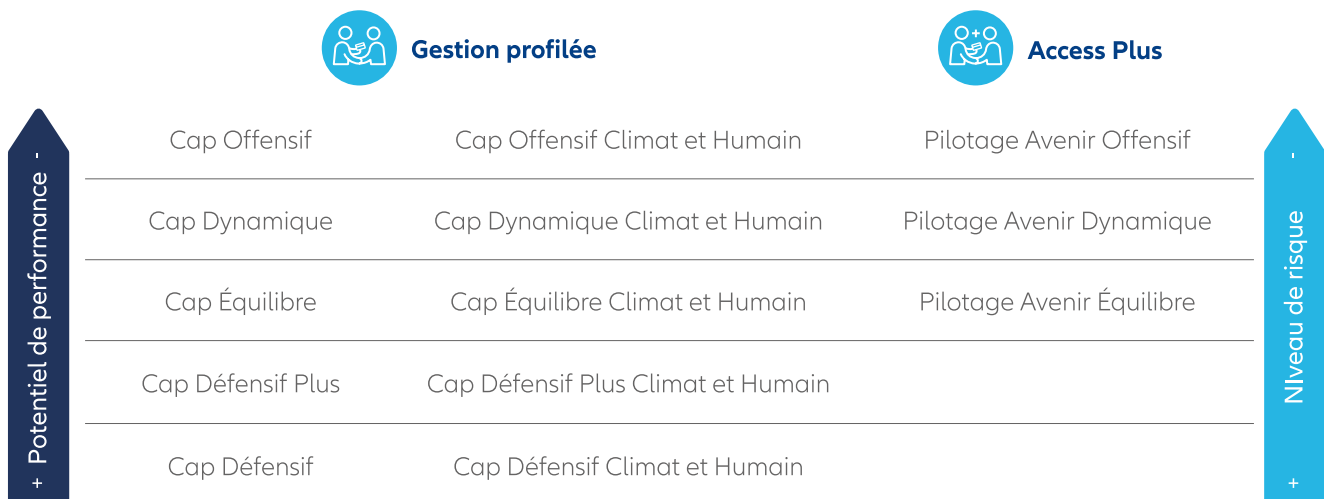 Gestion profilée
Access Plus
+ Potentiel de performance -
Cap Offensif
Cap Offensif Climat et Humain
Pilotage Avenir Offensif
Cap Dynamique
Cap Dynamique Climat et Humain
Pilotage Avenir Dynamique
Cap Équilibre
Cap Équilibre Climat et Humain
Pilotage Avenir Équilibre
Cap Défensif Plus
Cap Défensif Plus Climat et Humain
Cap Défensif
Cap Défensif Climat et Humain
+ NIveau de risque -